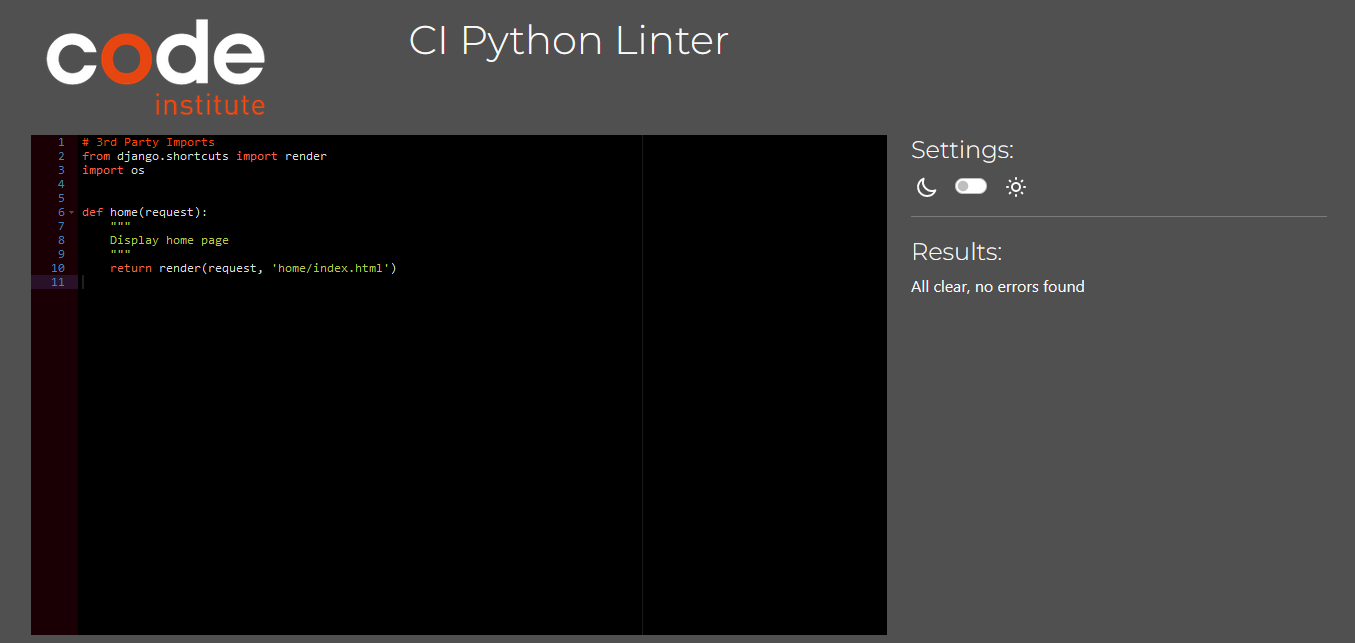 code
institute
CI Python Linter
1 # 3rd Party Imports
2 from django.shortcuts import render
3 import os
4
5
6 def home(request):
7     """
8     Display home page
9     """
10     return render(request, 'home/index.html')
11
Settings:
Results:
All clear, no errors found